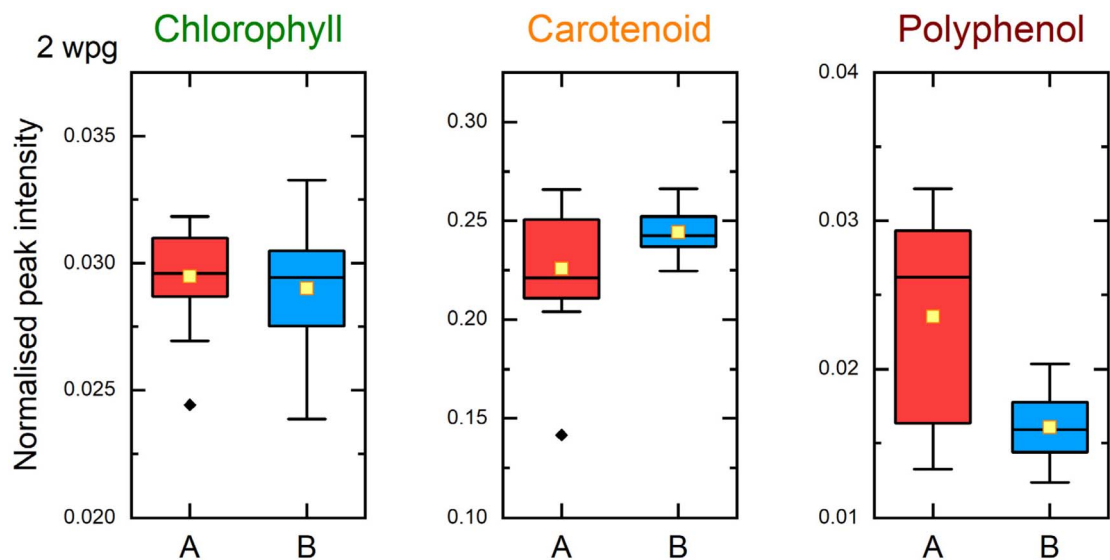 Chlorophyll Carotenoid Polyphenol
2 wpg
Normalised peak intensity
0.035
0.030
0.025
0.020
A B
0.30
0.25
0.20
0.15
0.10
A B
0.04
0.03
0.02
0.01
A B